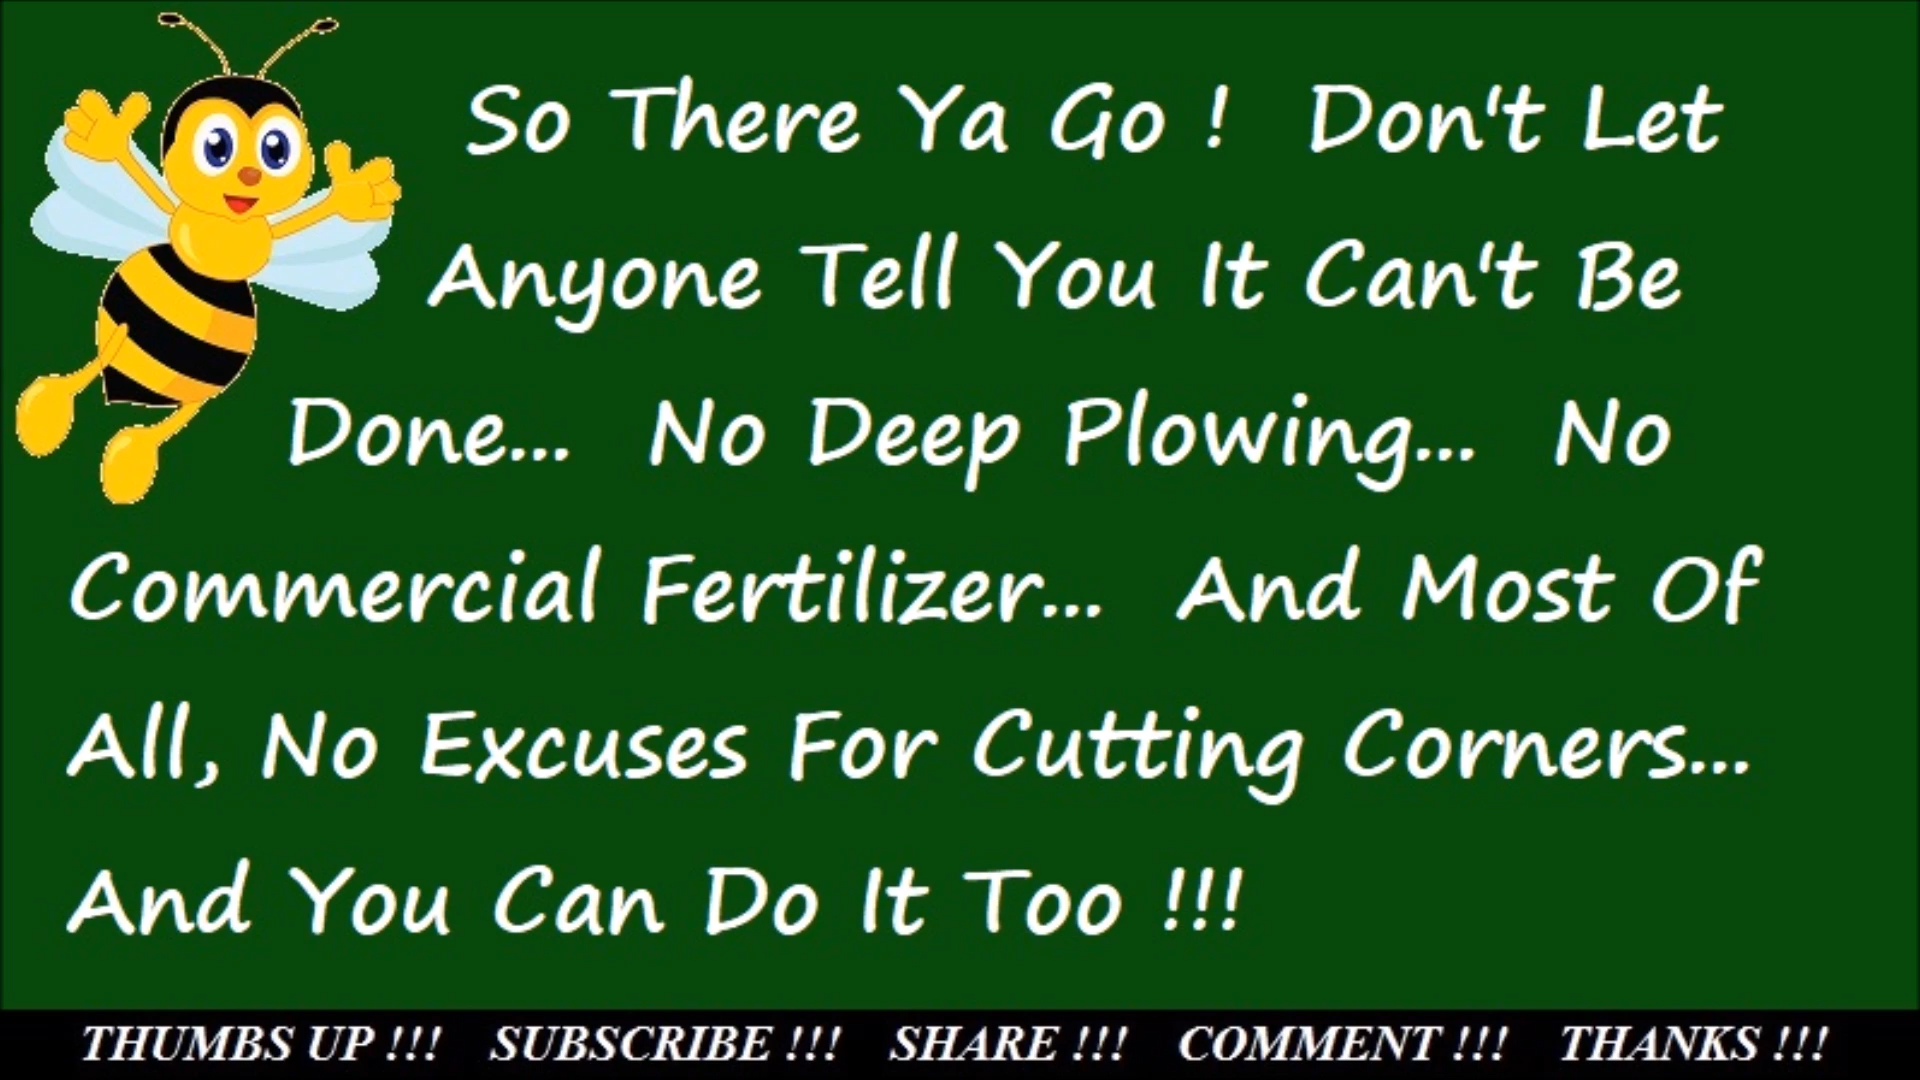 So There Ya Go ! Don't Let
Anyone Tell You It Can't Be
Done... No Deep Plowing... No
Commercial Fertilizer... And Most Of
All, No Excuses For Cutting Corners...
And You Can Do It Too !!!
THUMBS UP !!! SUBSCRIBE !!! SHARE !!! COMMENT !!! THANKS !!!